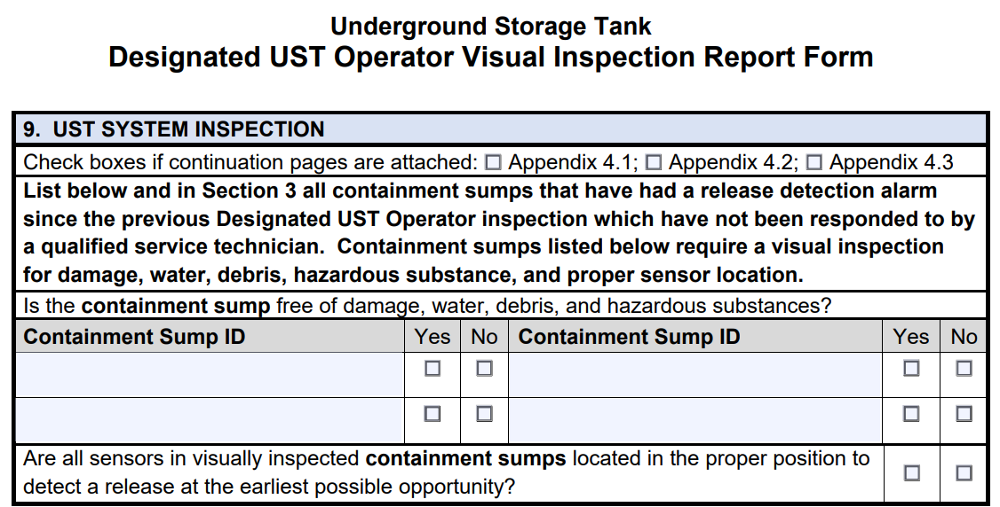 Underground Storage Tank
Designated UST Operator Visual Inspection Report Form
9. UST SYSTEM INSPECTION
Check boxes if continuation pages are attached: ☐ Appendix 4.1; ☐ Appendix 4.2; ☐ Appendix 4.3
List below and in Section 3 all containment sumps that have had a release detection alarm
since the previous Designated UST Operator inspection which have not been responded to by
a qualified service technician. Containment sumps listed below require a visual inspection
for damage, water, debris, hazardous substance, and proper sensor location.
Is the containment sump free of damage, water, debris, and hazardous substances?
Containment Sump ID Yes No Containment Sump ID Yes No
☐ ☐ ☐ ☐
☐ ☐ ☐ ☐
Are all sensors in visually inspected containment sumps located in the proper position to
detect a release at the earliest possible opportunity? ☐ ☐